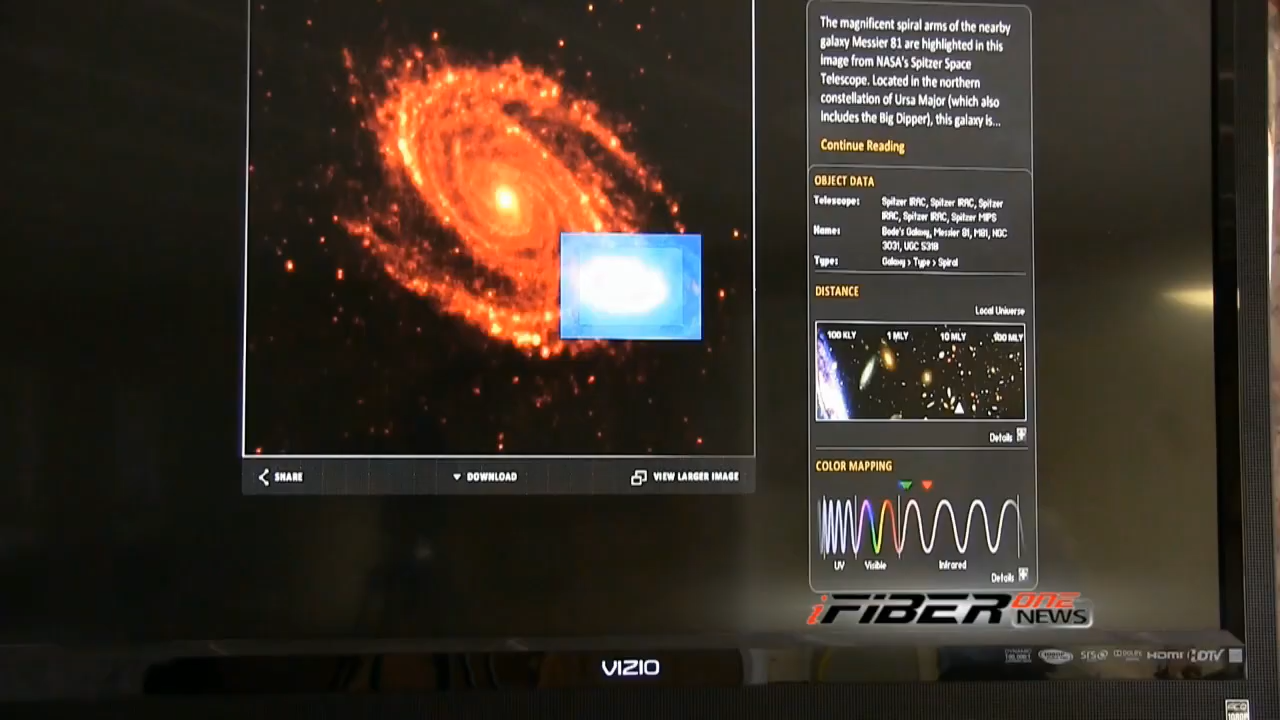 The magnificent spiral arms of the nearby
galaxy Messier 81 are highlighted in this
image from NASA's Spitzer Space
Telescope. Located in the northern
constellation of Ursa Major (which also
includes the Big Dipper), this galaxy is...
Continue Reading
OBJECT DATA
Telescope: Spitzer IRAC, Spitzer IRAC, Spitzer
IRAC, Spitzer IRAC, Spitzer MIPS
Name: Bode's Galaxy, Messier 81, M81, NGC
3031, UGC 5318
Type: Galaxy > Type > Spiral
DISTANCE
Local Universe
100 KLY 1 MLY 10 MLY 100 MLY
Details
COLOR MAPPING
UV Visible Infrared
Details
SHARE DOWNLOAD VIEW LARGER IMAGE
iFIBER ONE NEWS
VIZIO
DYNAMIC SRS DOLBY HDMI HDTV